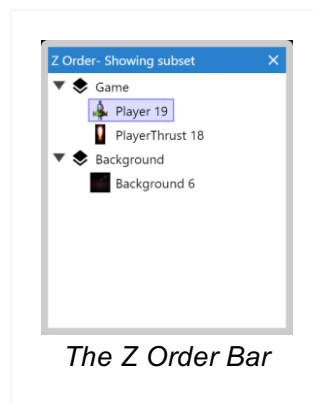 Z Order- Showing subset
Game
Player 19
PlayerThrust 18
Background
Background 6
The Z Order Bar